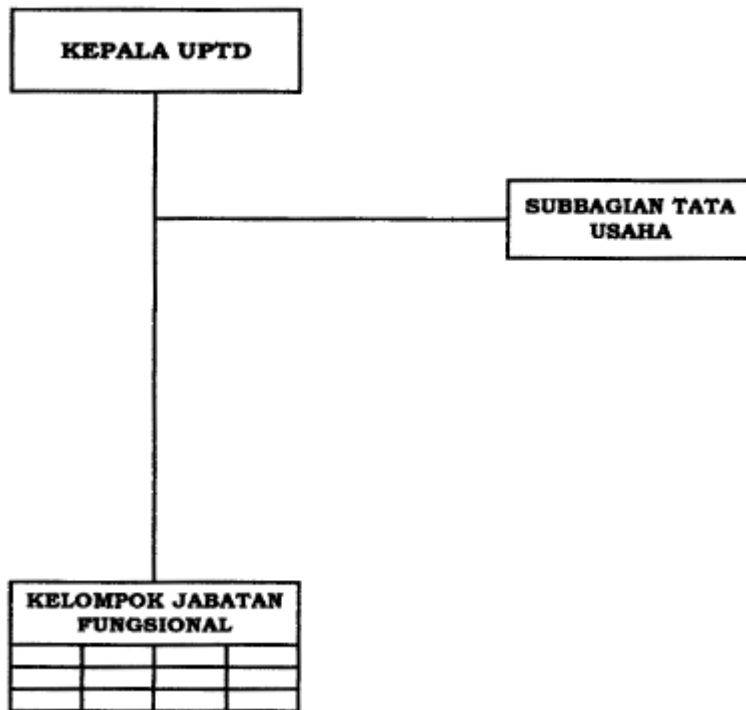 KEPALA UPTD
SUBBAGIAN TATA
USAHA
KELOMPOK JABATAN
FUNGSIONAL